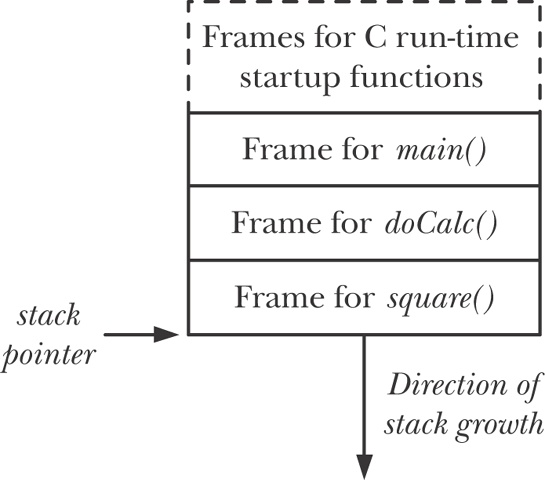 Frames for C run-time
startup functions
Frame for main()
Frame for doCalc()
Frame for square()
stack
pointer
Direction of
stack growth